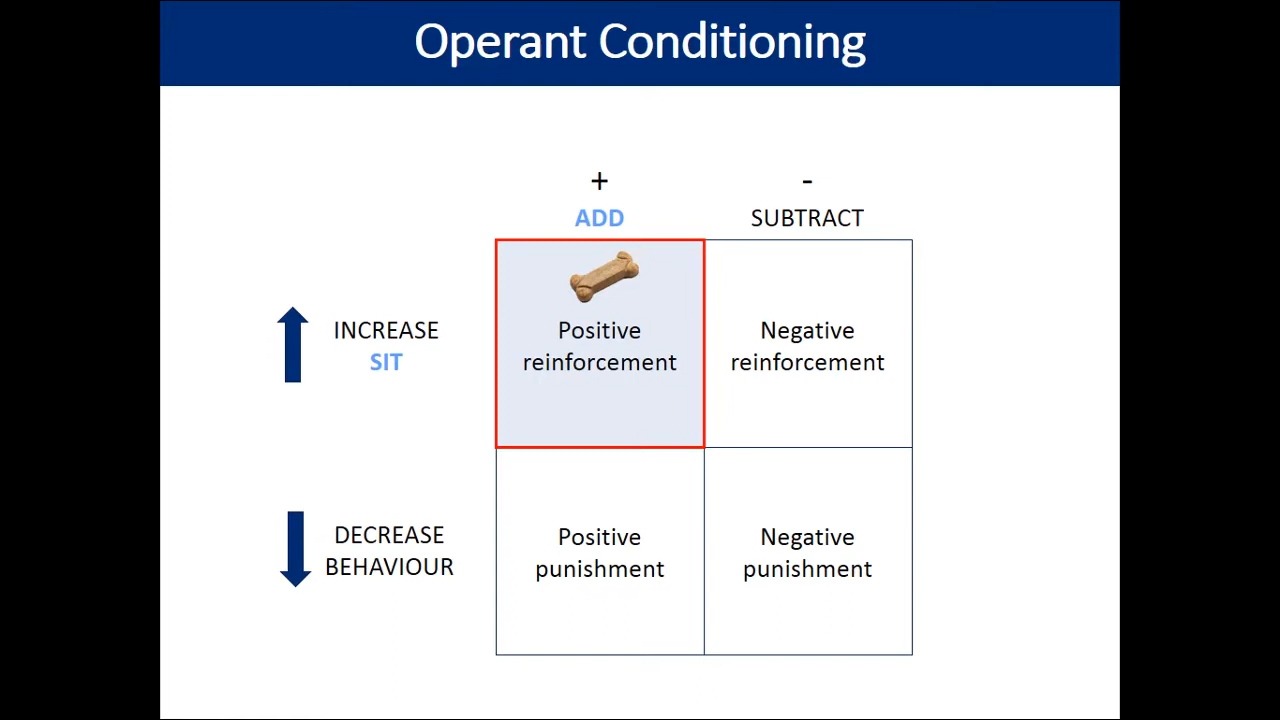 Operant Conditioning
+
-
ADD
SUBTRACT
INCREASE
SIT
Positive
reinforcement
Negative
reinforcement
DECREASE
BEHAVIOUR
Positive
punishment
Negative
punishment